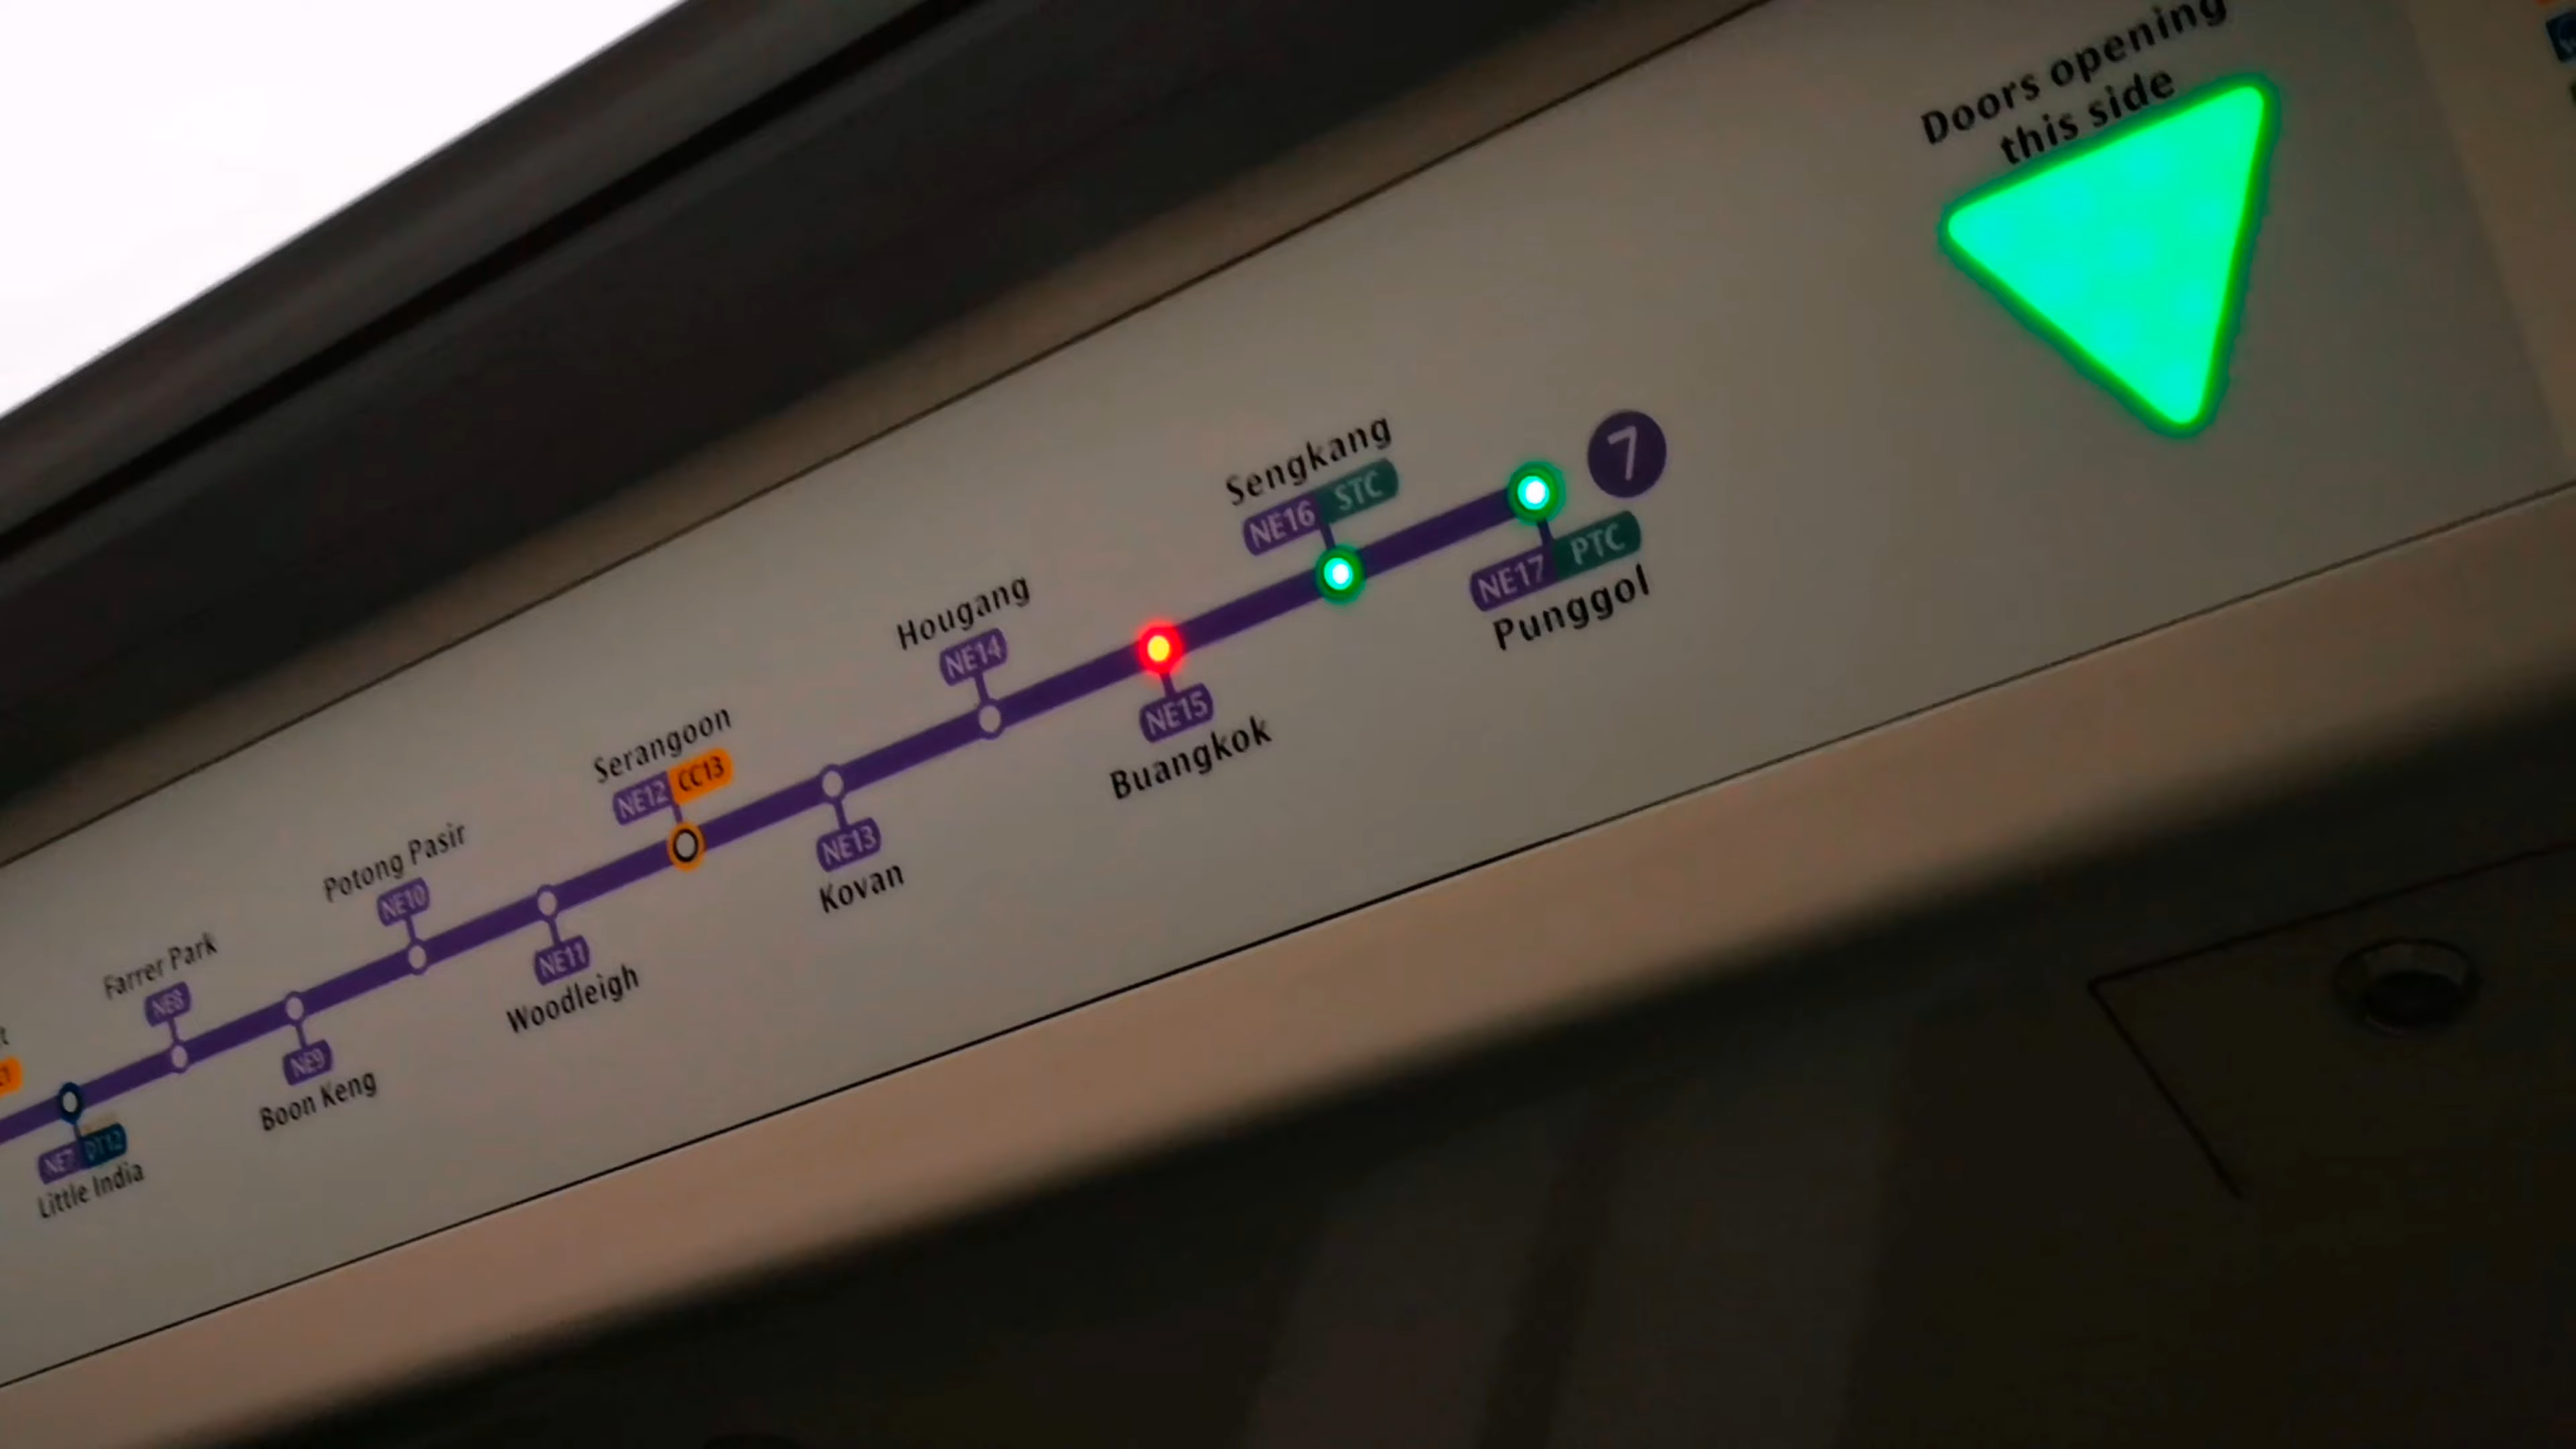 Doors opening
this side
7
Sengkang
NE16 STC
NE17 PTC
Punggol
Hougang
NE14
NE15
Buangkok
Serangoon
NE12 CC13
NE13
Kovan
Potong Pasir
NE10
NE11
Woodleigh
Farrer Park
NE8
NE9
Boon Keng
NE7 DT12
Little India